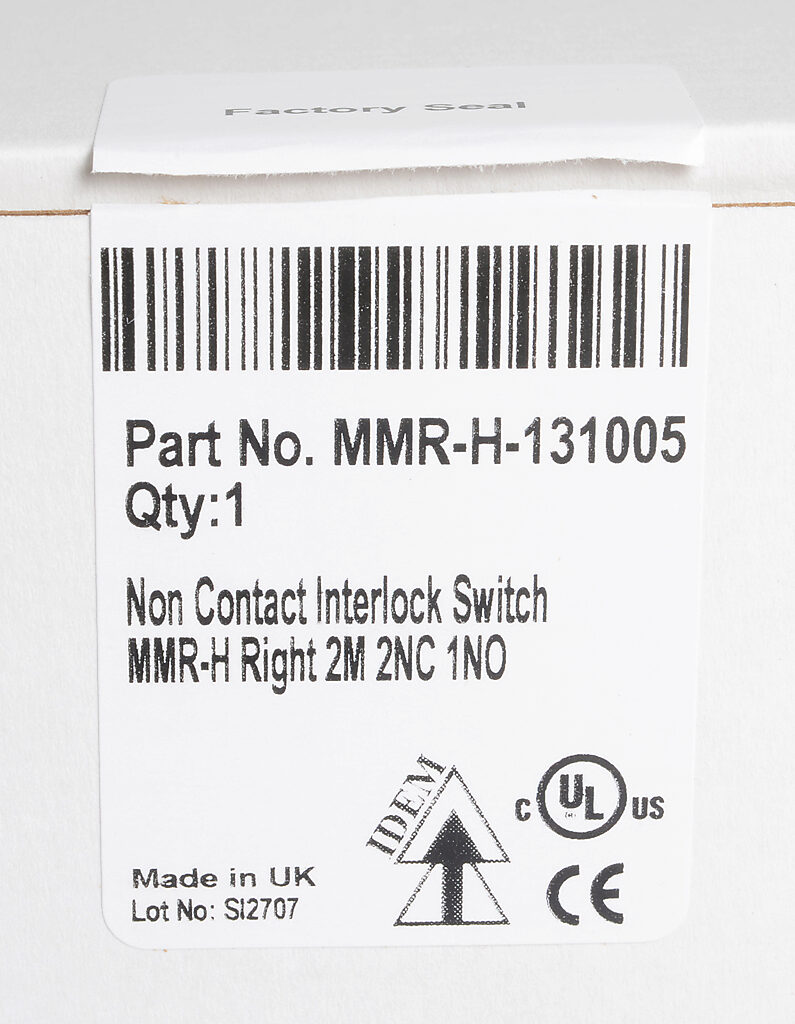 Factory Seal
Part No. MMR-H-131005
Qty:1
Non Contact Interlock Switch
MMR-H Right 2M 2NC 1NO
IDEM
C UL US
CE
Made in UK
Lot No: SI2707